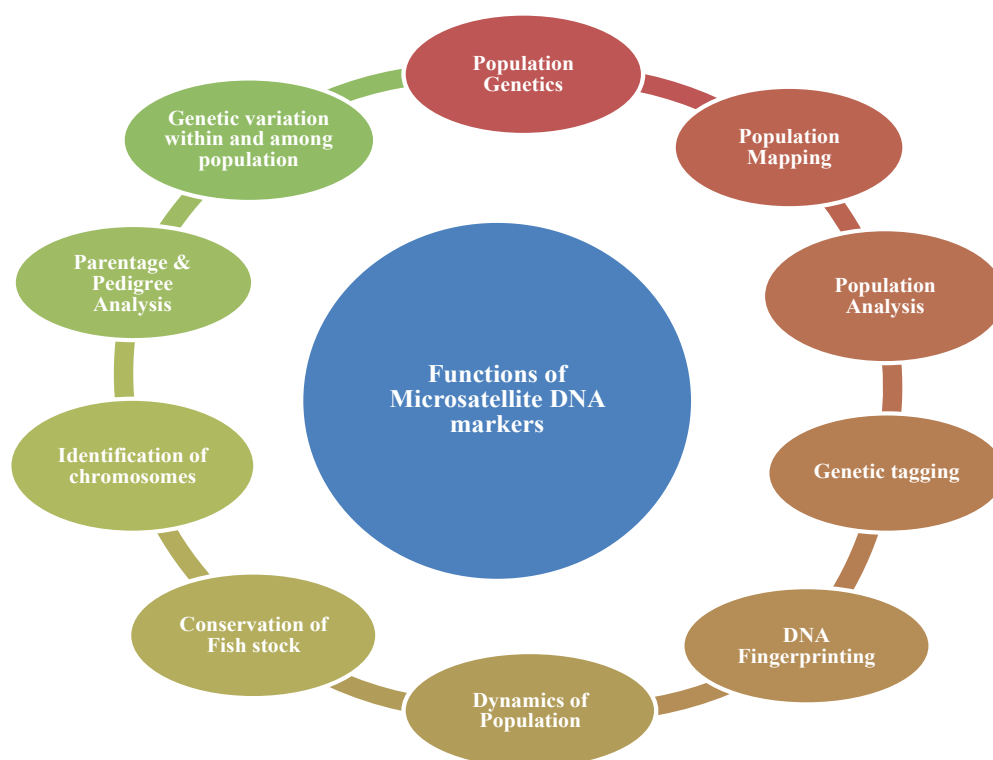 Population
Genetics
Population
Mapping
Population
Analysis
Genetic tagging
DNA
Fingerprinting
Dynamics of
Population
Conservation of
Fish stock
Identification of
chromosomes
Parentage &
Pedigree
Analysis
Genetic variation
within and among
population
Functions of
Microsatellite DNA
markers